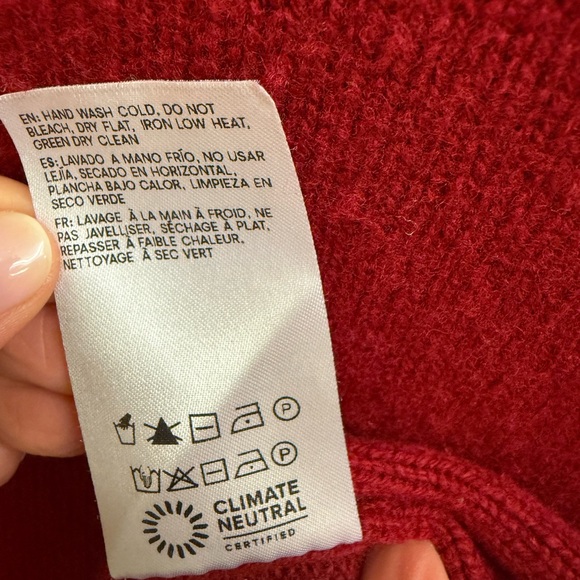 EN: HAND WASH COLD, DO NOT
BLEACH, DRY FLAT, IRON LOW HEAT,
GREEN DRY CLEAN
ES: LAVADO A MANO FRÍO, NO USAR
LEJÍA, SECADO EN HORIZONTAL,
PLANCHA BAJO CALOR, LIMPIEZA EN
SECO VERDE
FR: LAVAGE À LA MAIN À FROID, NE
PAS JAVELLISER, SÉCHAGE À PLAT,
REPASSER À FAIBLE CHALEUR,
NETTOYAGE À SEC VERT
P
P
CLIMATE
NEUTRAL
CERTIFIED